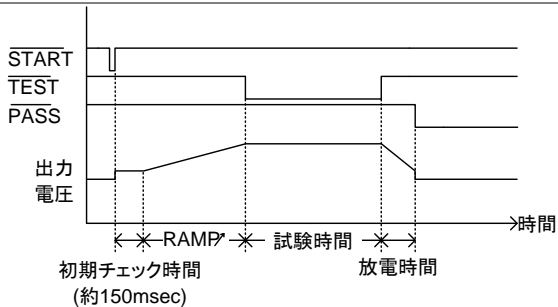 START
TEST
PASS
出力
電圧
時間
RAMP↗ 試験時間
初期チェック時間 放電時間
(約150msec)